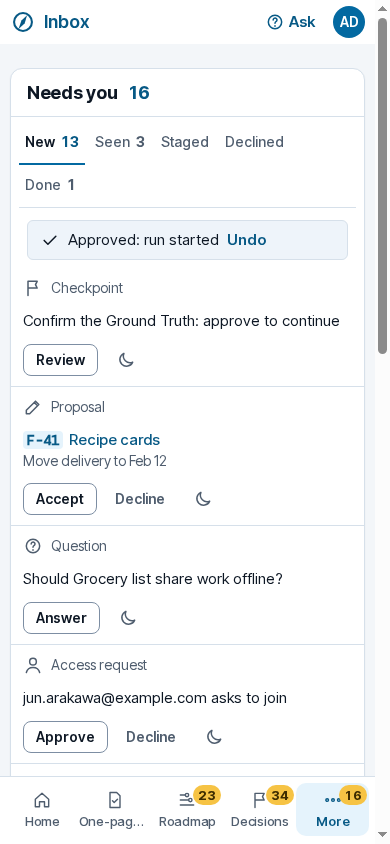 Inbox
Ask
AD
Needs you 16
New 13 Seen 3 Staged Declined
Done 1
Approved: run started Undo
Checkpoint
Confirm the Ground Truth: approve to continue
Review
Proposal
F-41 Recipe cards
Move delivery to Feb 12
Accept Decline
Question
Should Grocery list share work offline?
Answer
Access request
jun.arakawa@example.com asks to join
Approve Decline
23 34 16
Home One-pag… Roadmap Decisions More